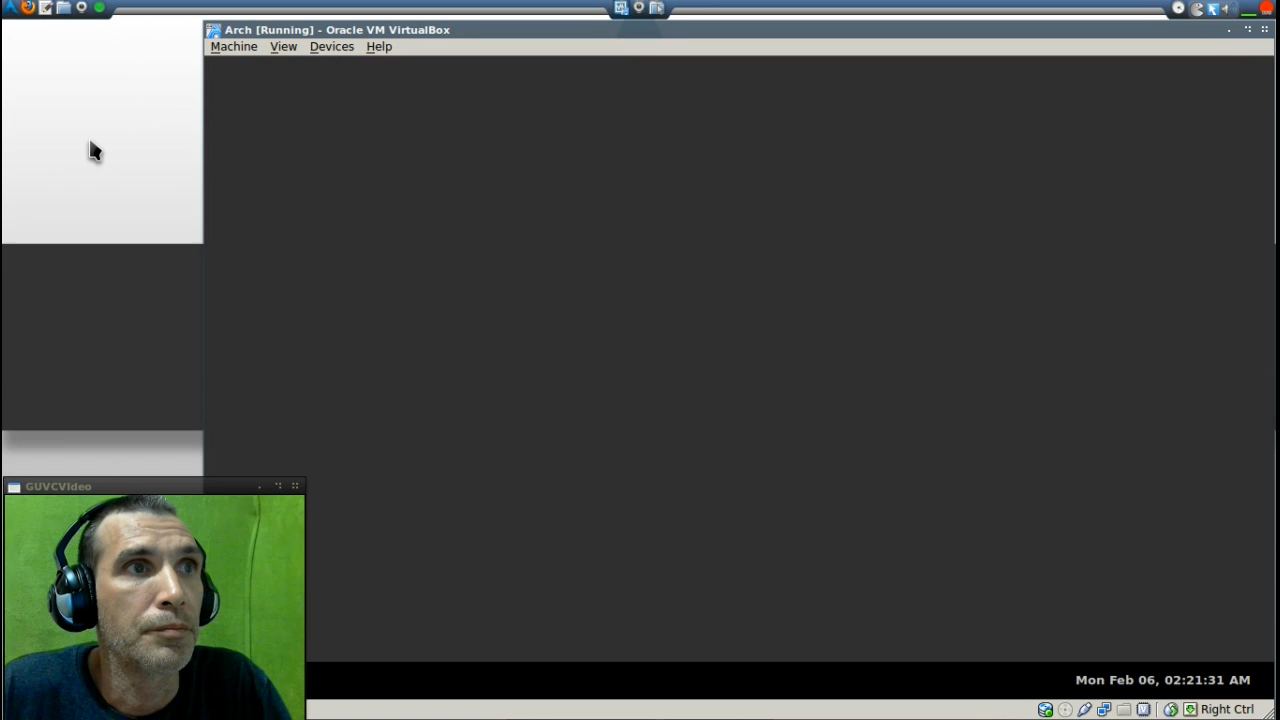 Arch [Running] - Oracle VM VirtualBox
Machine View Devices Help
GUVCVideo
Mon Feb 06, 02:21:31 AM
Right Ctrl